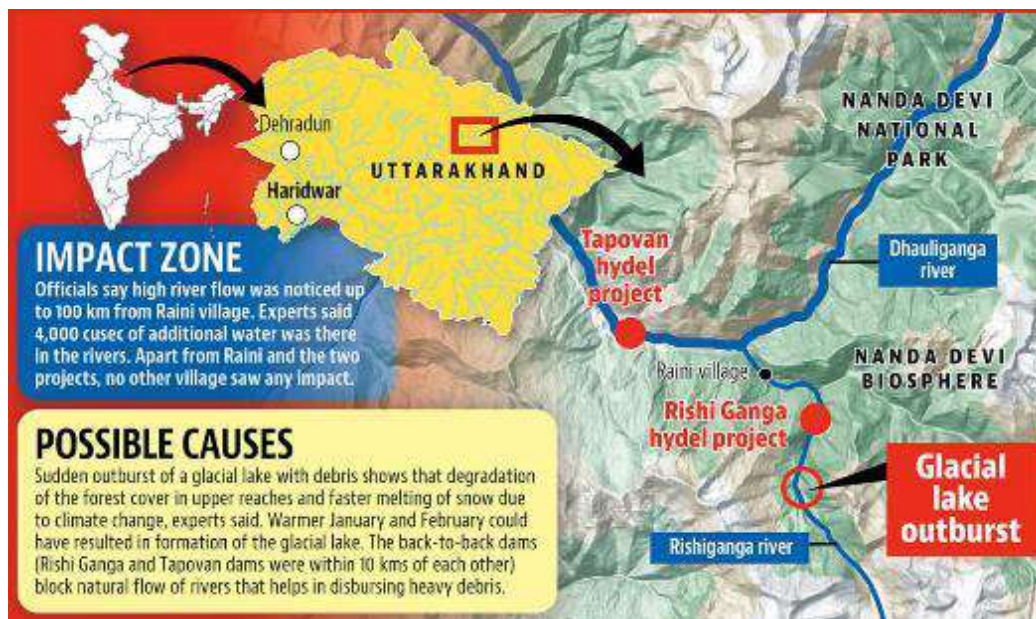 Dehradun
Haridwar
UTTARAKHAND
IMPACT ZONE
Officials say high river flow was noticed up
to 100 km from Raini village. Experts said
4,000 cusec of additional water was there
in the rivers. Apart from Raini and the two
projects, no other village saw any impact.
POSSIBLE CAUSES
Sudden outburst of a glacial lake with debris shows that degradation
of the forest cover in upper reaches and faster melting of snow due
to climate change, experts said. Warmer January and February could
have resulted in formation of the glacial lake. The back-to-back dams
(Rishi Ganga and Tapovan dams were within 10 kms of each other)
block natural flow of rivers that helps in disbursing heavy debris.
NANDA DEVI
NATIONAL
PARK
Tapovan
hydel
project
Dhauliganga
river
Raini village
NANDA DEVI
BIOSPHERE
Rishi Ganga
hydel project
Glacial
lake
outburst
Rishiganga river